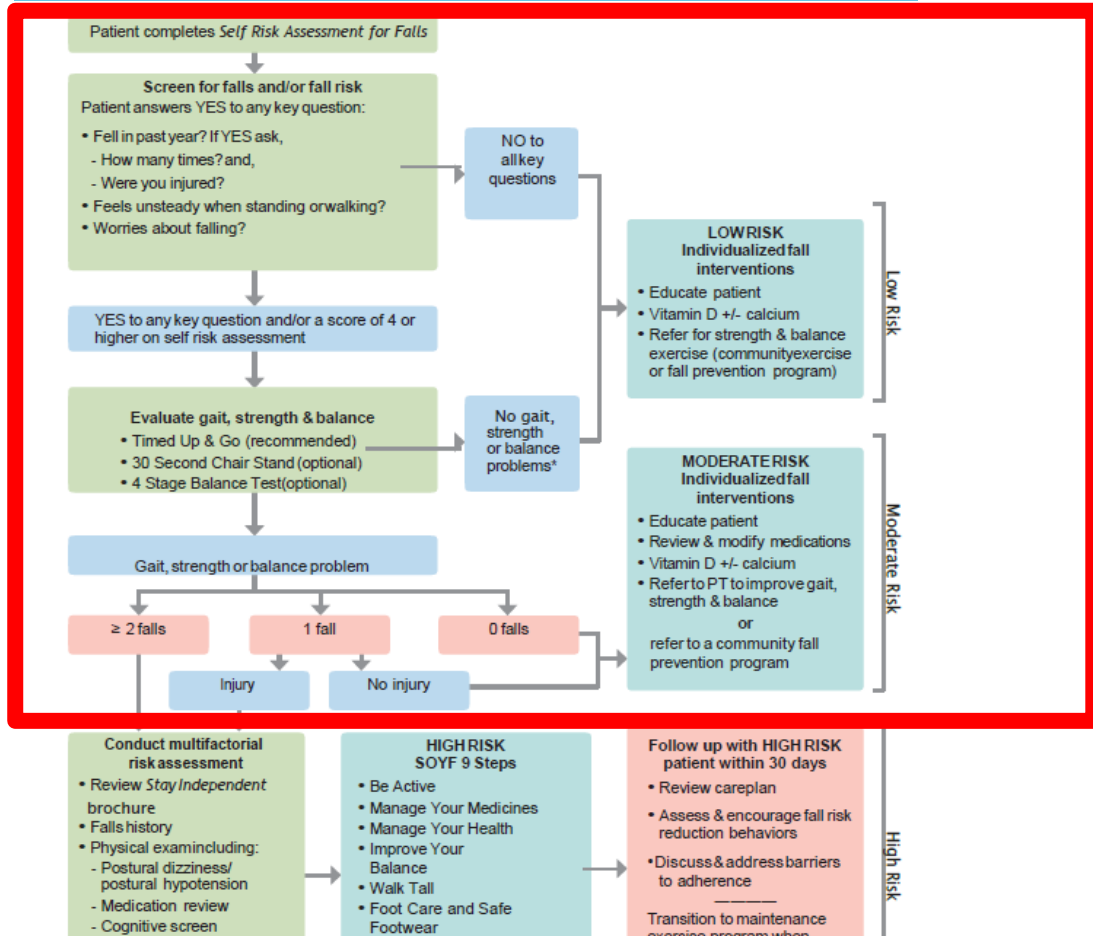 Patient completes Self Risk Assessment for Falls
Screen for falls and/or fall risk
Patient answers YES to any key question:
• Fell in past year? If YES ask,
- How many times? and,
- Were you injured?
• Feels unsteady when standing orwalking?
• Worries about falling?
NO to
allkey
questions
LOWRISK
Individualized fall
interventions
• Educate patient
• Vitamin D +/- calcium
• Refer for strength & balance
exercise (communityexercise
or fall prevention program)
Low Risk
YES to any key question and/or a score of 4 or
higher on self risk assessment
Evaluate gait, strength & balance
• Timed Up & Go (recommended)
• 30 Second Chair Stand (optional)
• 4 Stage Balance Test(optional)
No gait,
strength
or balance
problems*
MODERATE RISK
Individualized fall
interventions
• Educate patient
• Review & modify medications
• Vitamin D +/- calcium
• Refer to PT to improve gait,
strength & balance
or
refer to a community fall
prevention program
Moderate Risk
Gait, strength or balance problem
≥ 2 falls
1 fall
0 falls
Injury
No injury
Conduct multifactorial
risk assessment
• Review Stay Independent
brochure
• Falls history
• Physical exam including:
- Postural dizziness/
postural hypotension
- Medication review
- Cognitive screen
HIGH RISK
SOYF 9 Steps
• Be Active
• Manage Your Medicines
• Manage Your Health
• Improve Your
Balance
• Walk Tall
• Foot Care and Safe
Footwear
Follow up with HIGH RISK
patient within 30 days
• Review careplan
• Assess & encourage fall risk
reduction behaviors
•Discuss & address barriers
to adherence
————
Transition to maintenance
exercise program when
High Risk